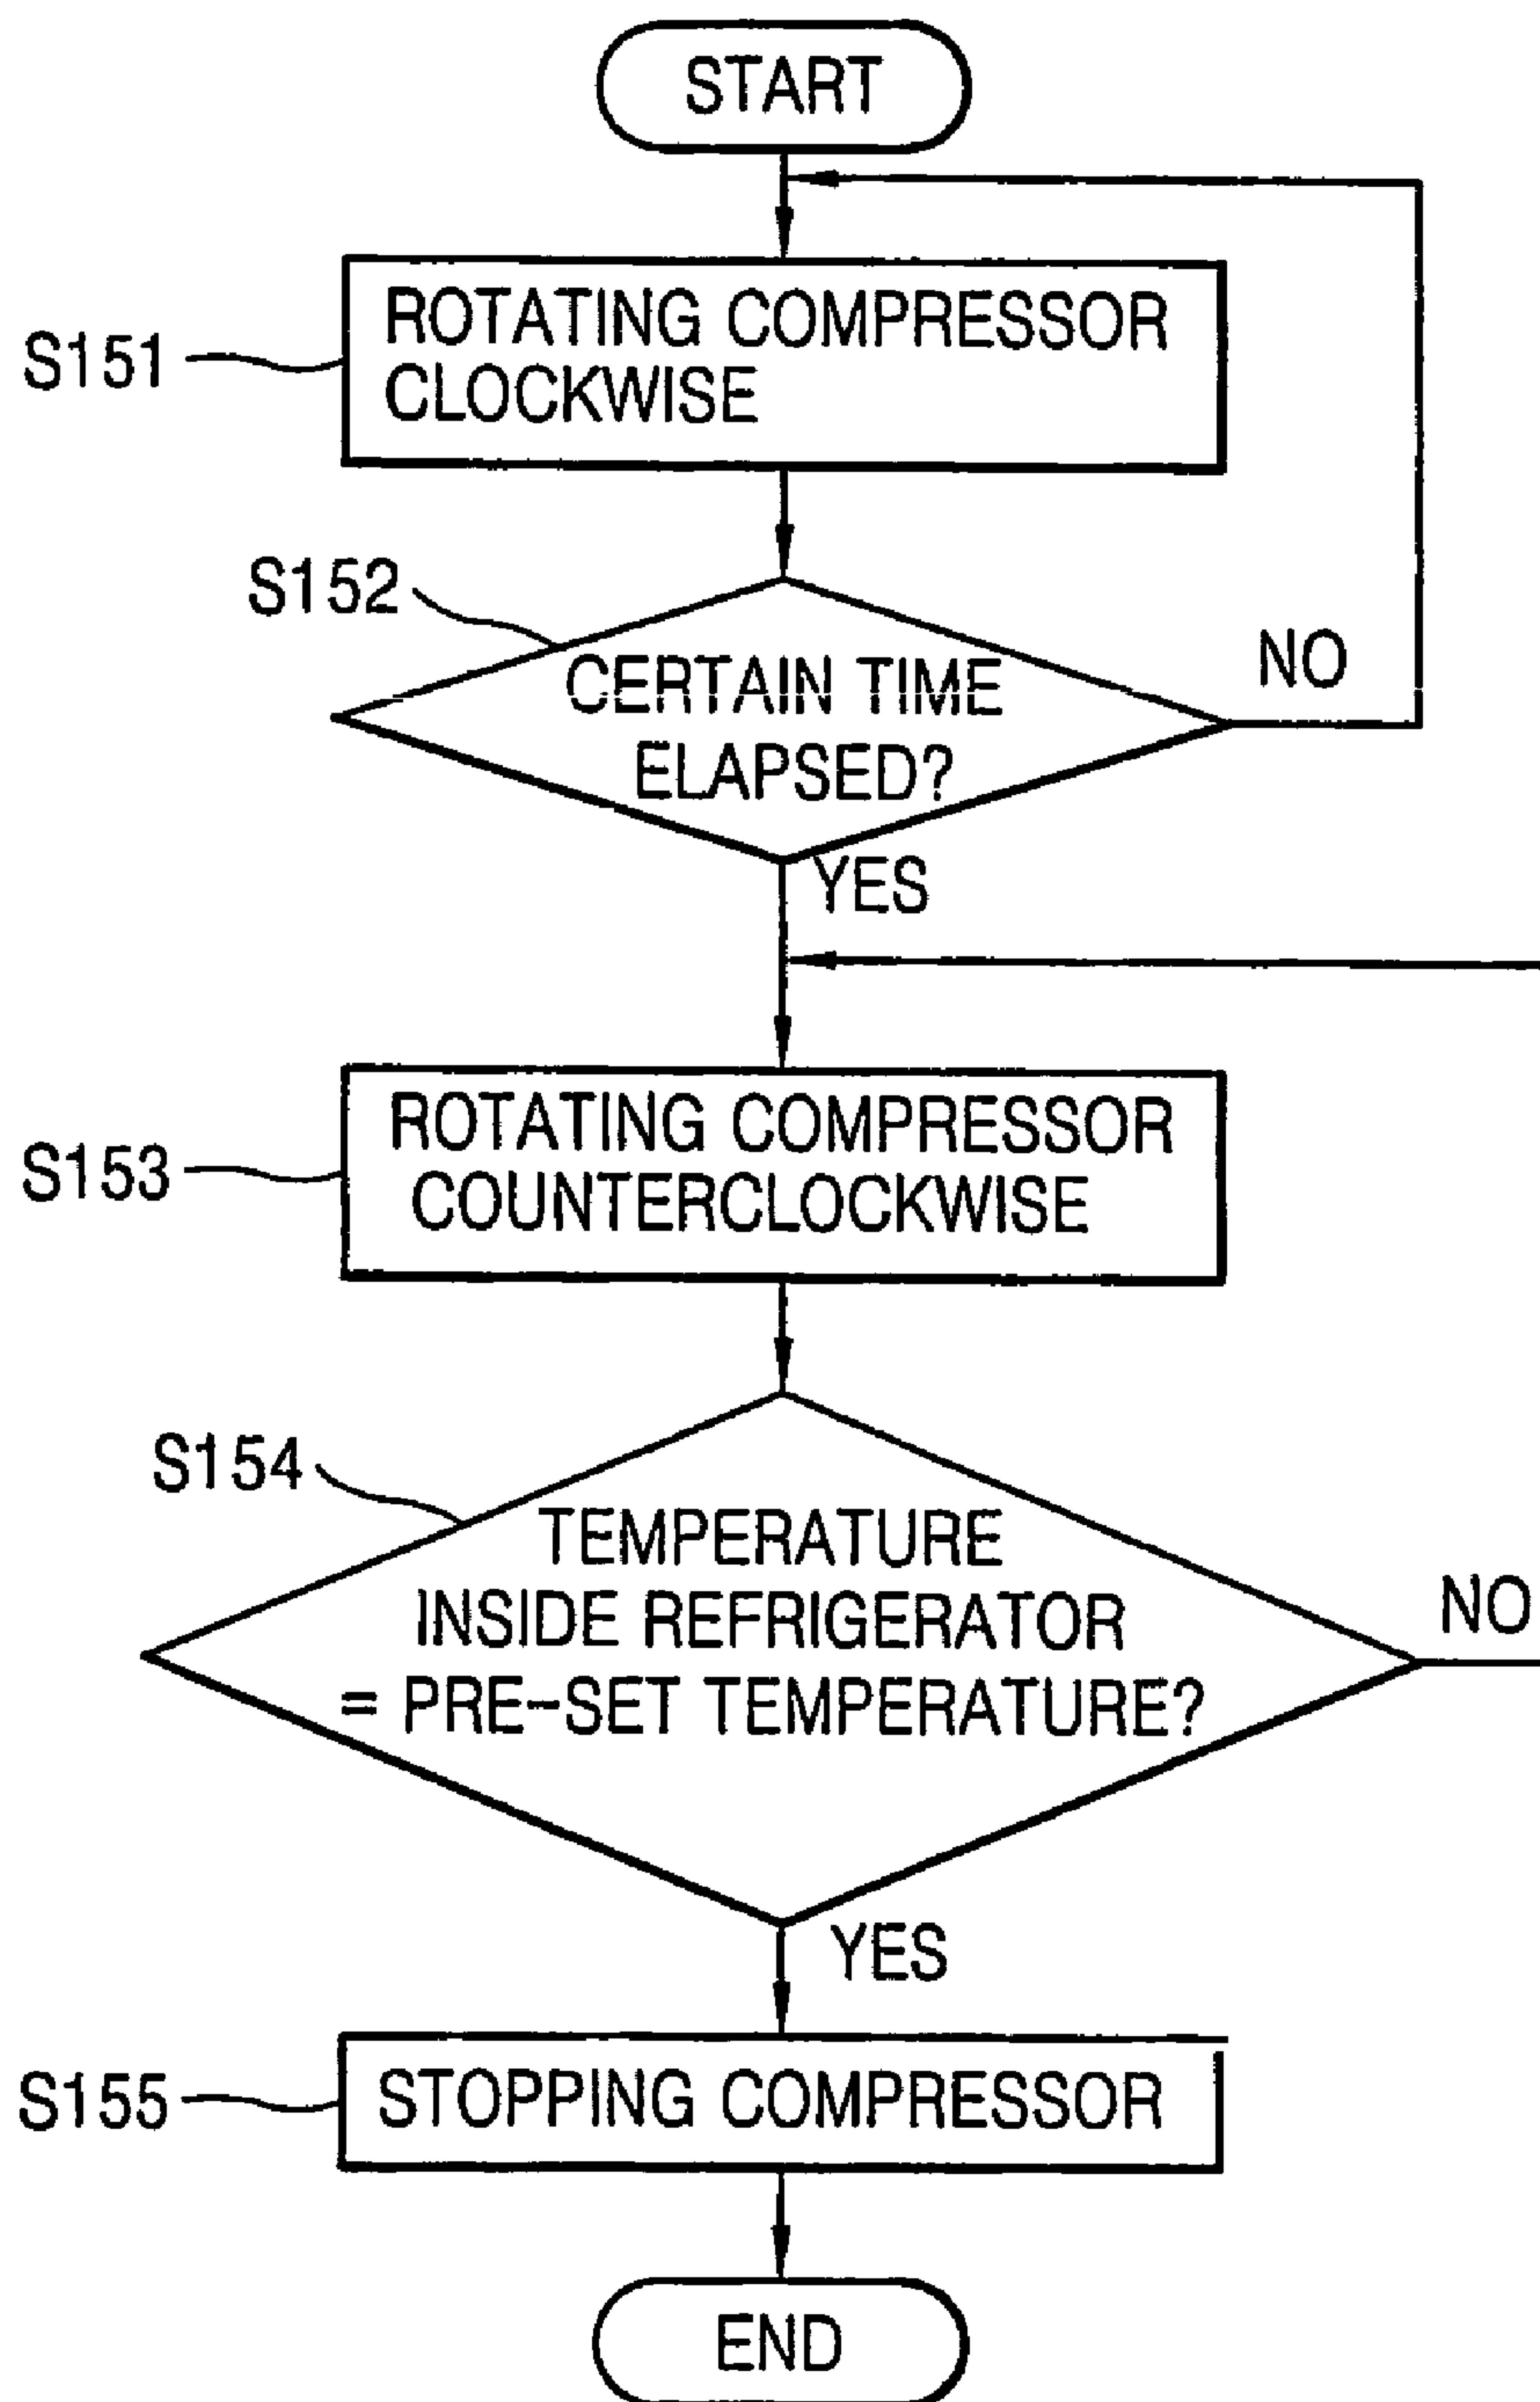 START
S151
ROTATING COMPRESSOR
CLOCKWISE
S152
CERTAIN TIME
ELAPSED?
NO
YES
S153
ROTATING COMPRESSOR
COUNTERCLOCKWISE
S154
TEMPERATURE
INSIDE REFRIGERATOR
= PRE-SET TEMPERATURE?
NO
YES
S155
STOPPING COMPRESSOR
END